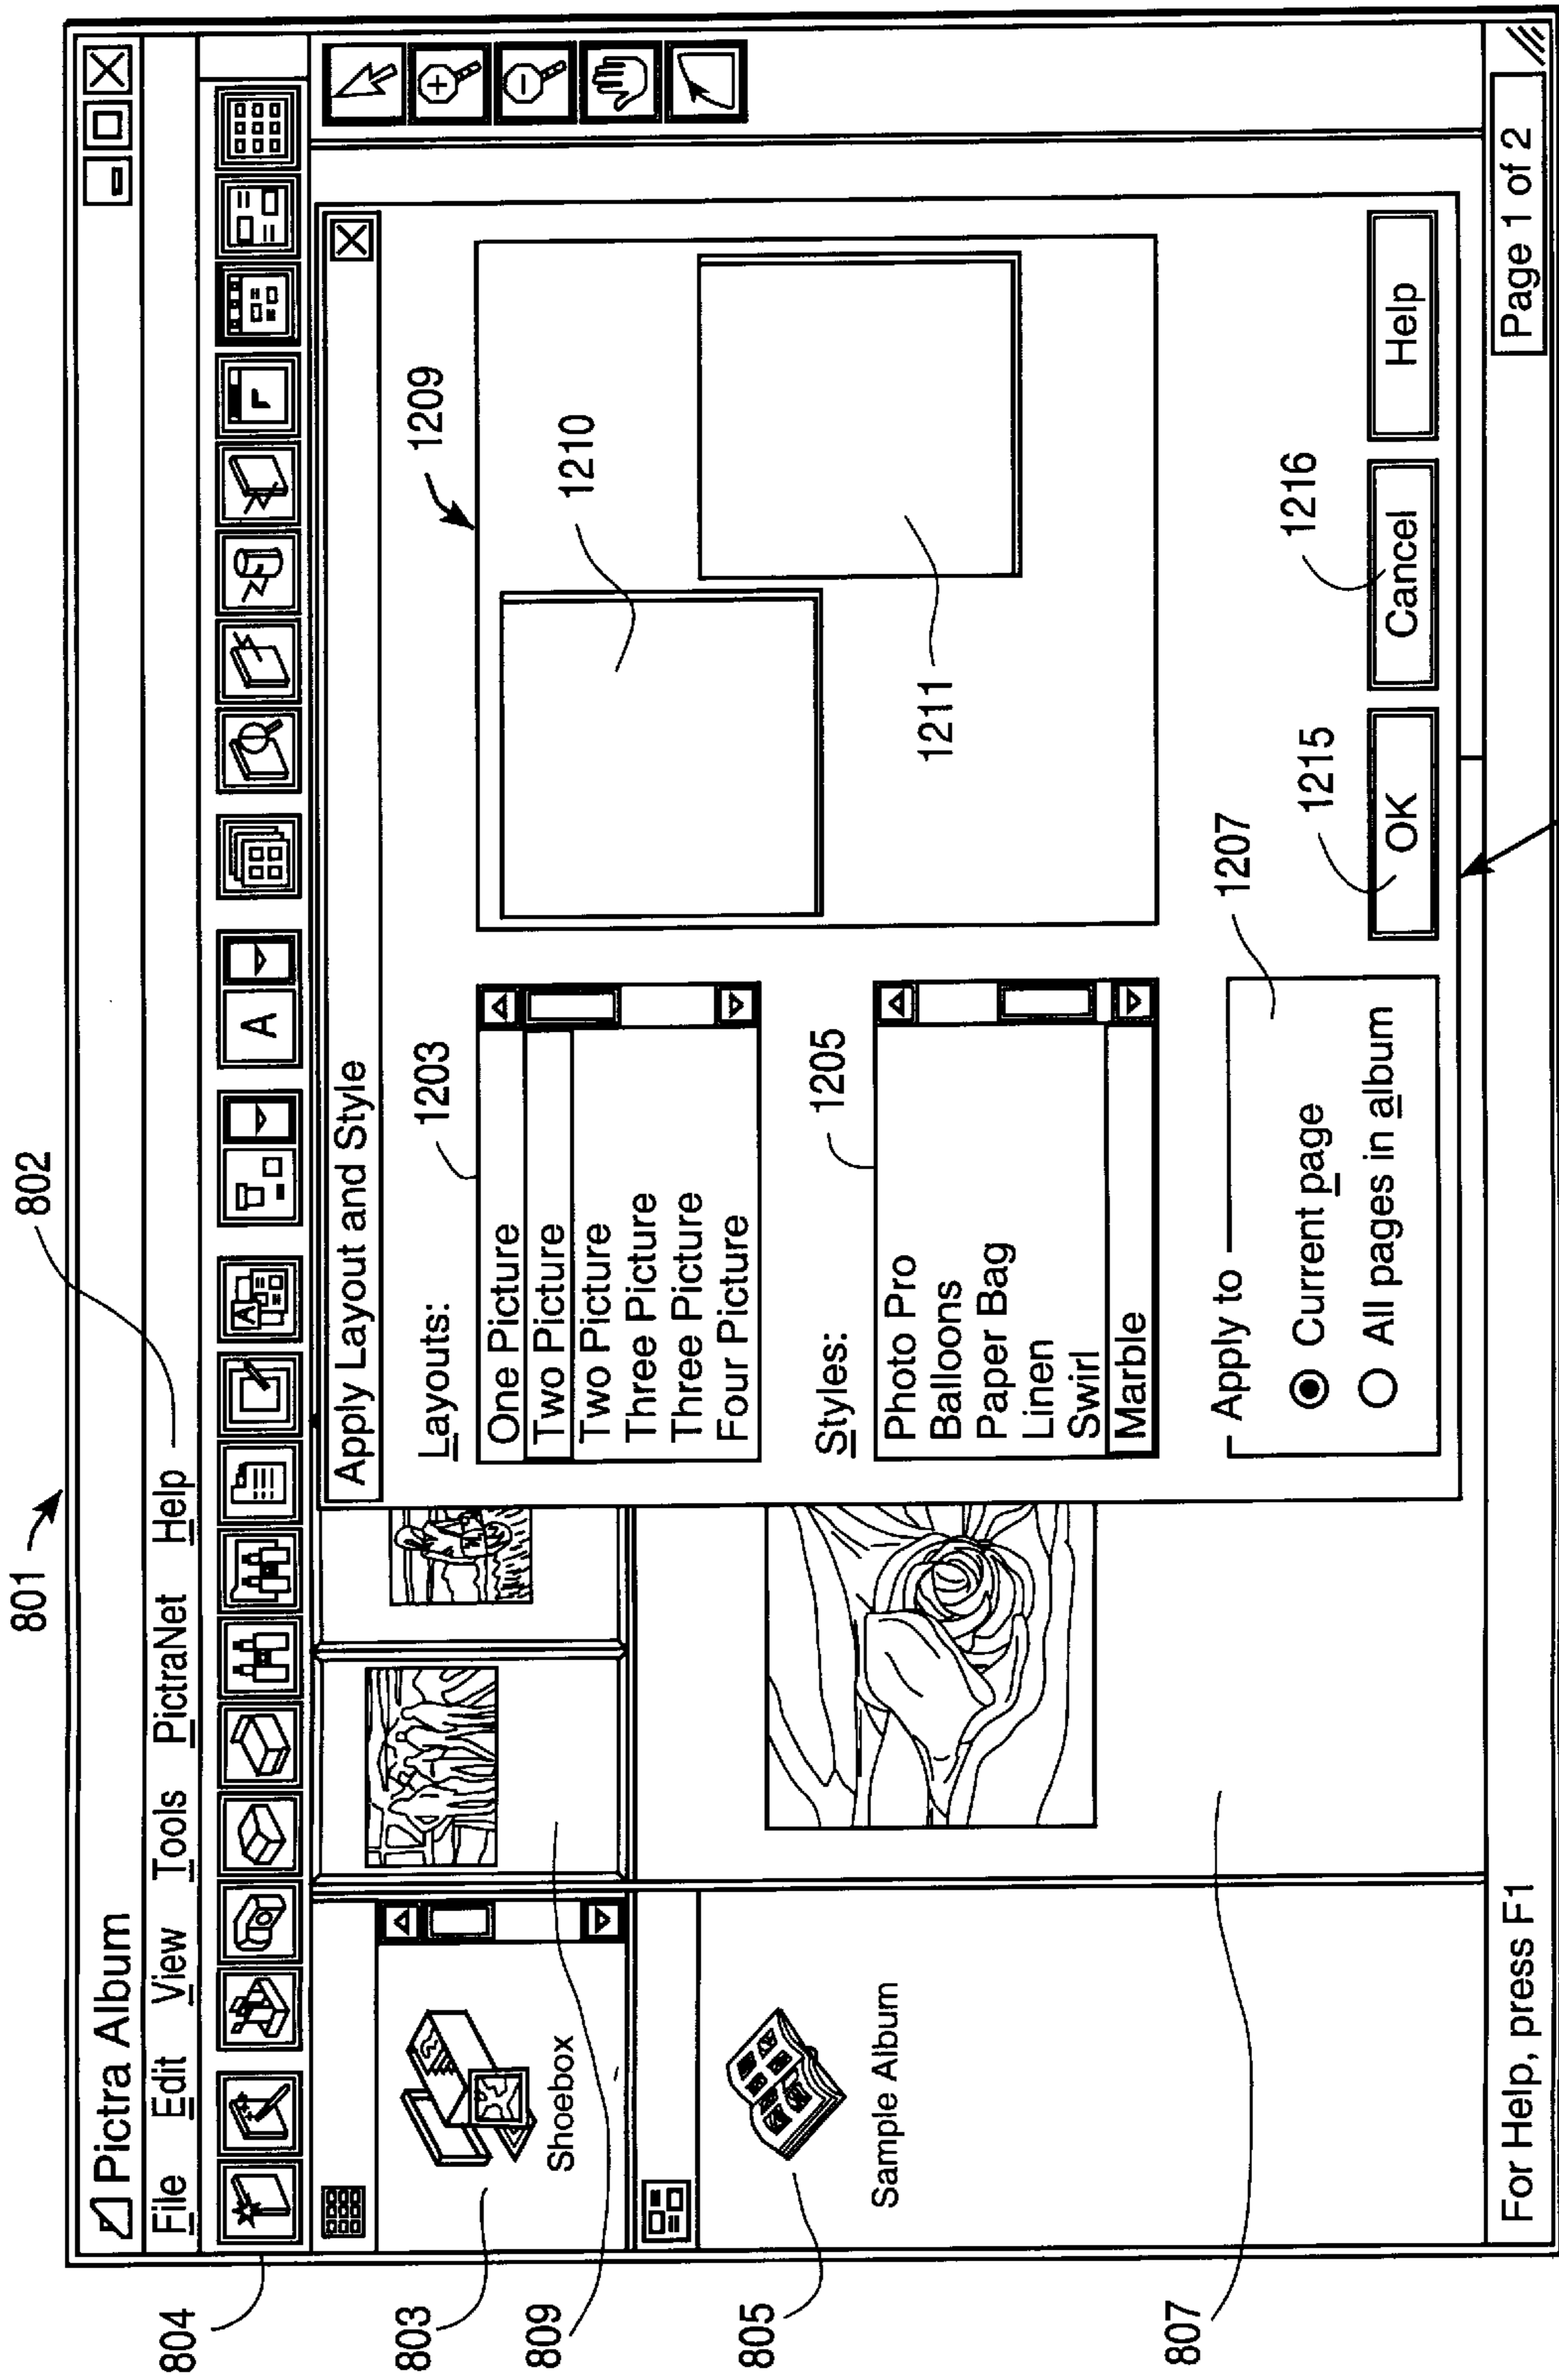 801
802
Pictra Album
File Edit View Tools PictraNet Help
804
A
Apply Layout and Style
803
Shoebox
809
805
Sample Album
807
Layouts:
1203
One Picture
Two Picture
Two Picture
Three Picture
Three Picture
Four Picture
Styles:
1205
Photo Pro
Balloons
Paper Bag
Linen
Swirl
Marble
Apply to
1207
Current page
All pages in album
1209
1210
1211
1215
1216
OK
Cancel
Help
For Help, press F1
Page 1 of 2